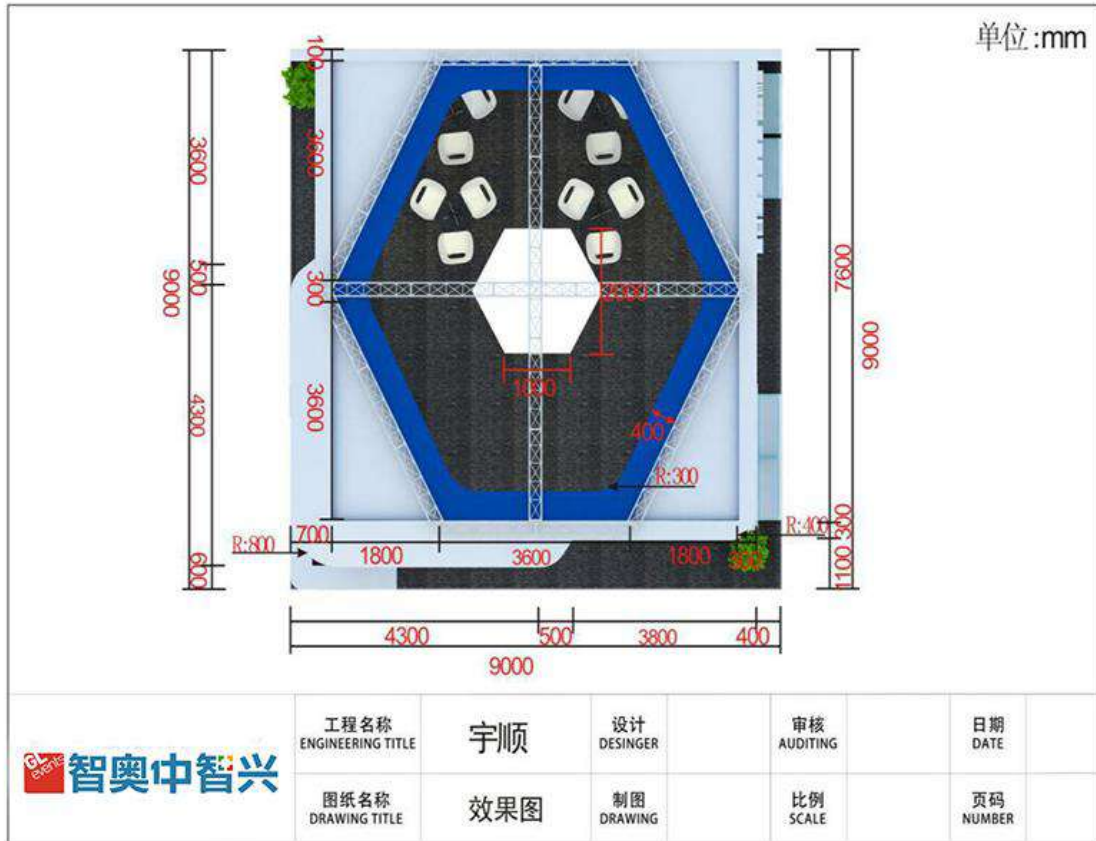 单位:mm
100
3600
3600
500
300
9000
2000
7600
9000
1000
4300
3600
400
R:300
700
R:400
300
R:800
1800
3600
1800
600
1100
4300
500
3800
400
9000
GL events
智奥中智兴
工程名称
ENGINEERING TITLE
宇顺
设计
DESINGER
审核
AUDITING
日期
DATE
图纸名称
DRAWING TITLE
效果图
制图
DRAWING
比例
SCALE
页码
NUMBER